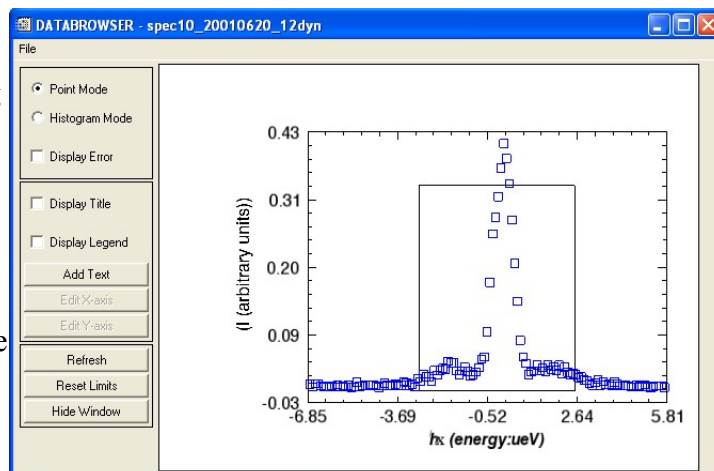 DATABROWSER - spec10_20010620_12dyn
File
Point Mode
Histogram Mode
Display Error
Display Title
Display Legend
Add Text
Edit X-axis
Edit Y-axis
Refresh
Reset Limits
Hide Window
e
(I (arbitrary units))
0.43
0.31
0.20
0.09
-0.03
-6.85 -3.69 -0.52 2.64 5.81
ħx (energy:ueV)